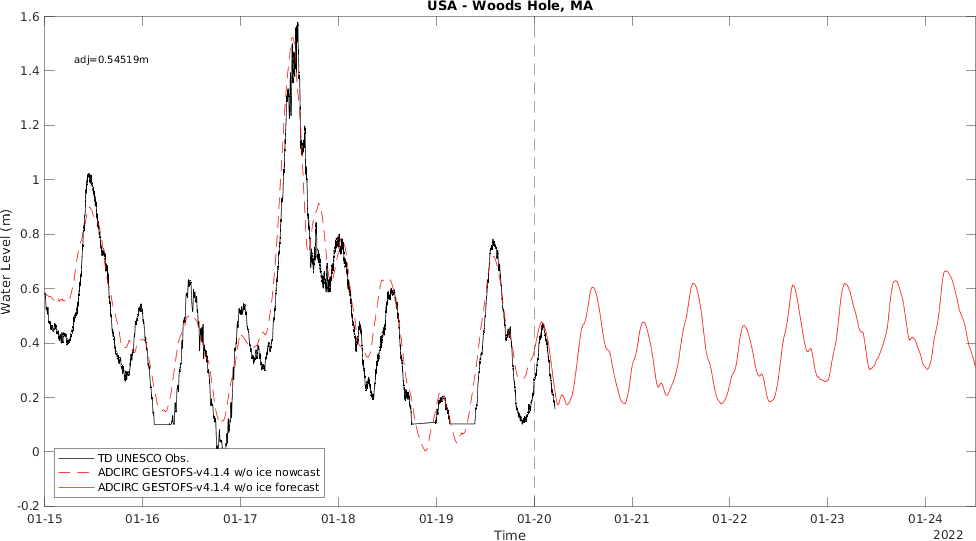 USA - Woods Hole, MA
adj=0.54519m
Water Level (m)
1.6
1.4
1.2
1
0.8
0.6
0.4
0.2
0
-0.2
TD UNESCO Obs.
ADCIRC GESTOFS-v4.1.4 w/o ice nowcast
ADCIRC GESTOFS-v4.1.4 w/o ice forecast
01-15 01-16 01-17 01-18 01-19 01-20 01-21 01-22 01-23 01-24
Time
2022